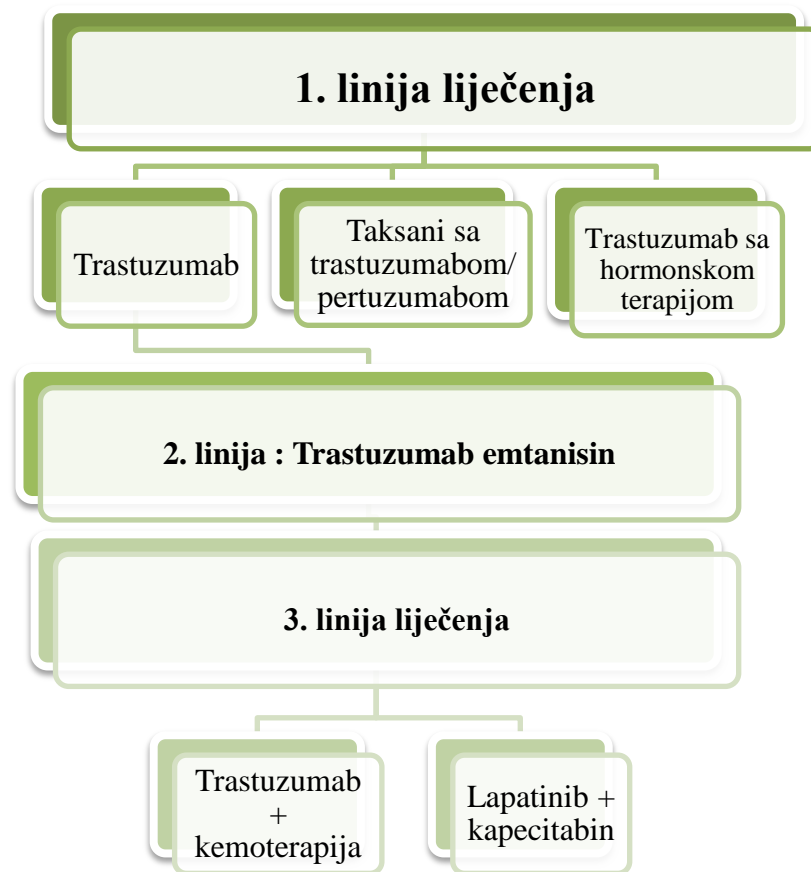 1. linija liječenja
Trastuzumab
Taksani sa
trastuzumabom/
pertuzumabom
Trastuzumab sa
hormonskom
terapijom
2. linija : Trastuzumab emtanisin
3. linija liječenja
Trastuzumab
+
kemoterapija
Lapatinib +
kapecitabin